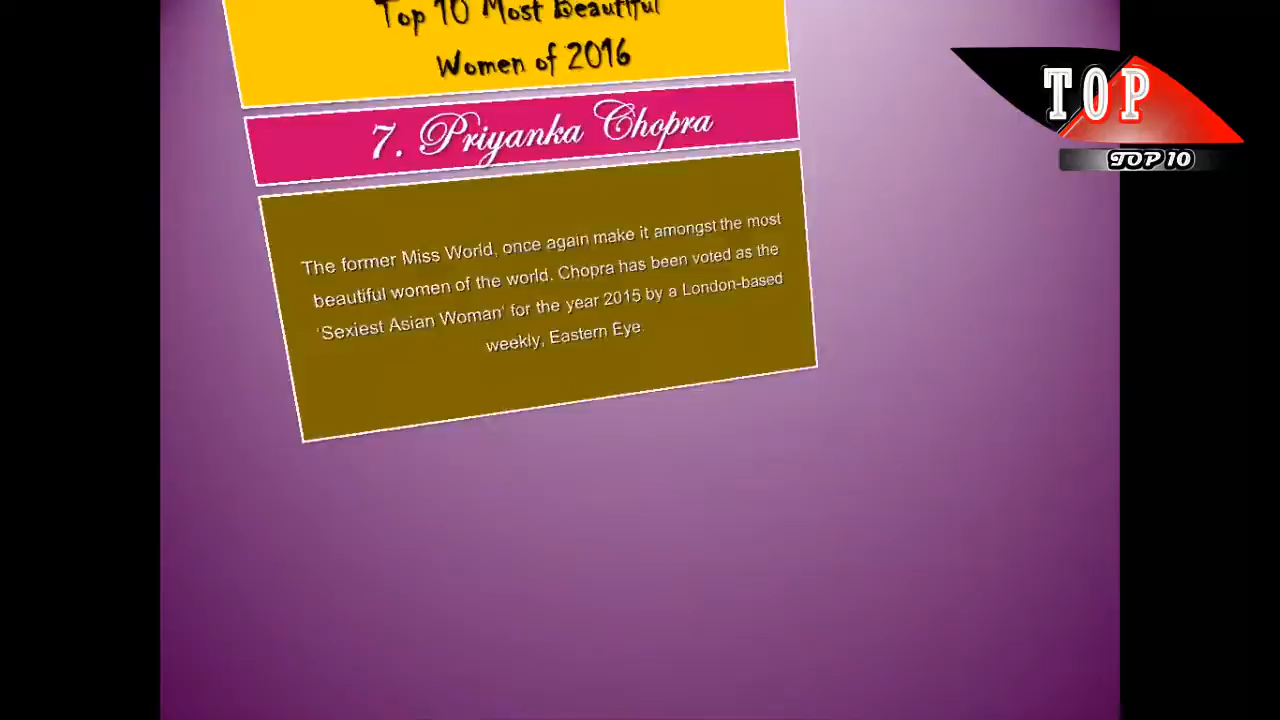 Top 10 Most Beautiful
Women of 2016
7. Priyanka Chopra
The former Miss World, once again make it amongst the most
beautiful women of the world. Chopra has been voted as the
'Sexiest Asian Woman' for the year 2015 by a London-based
weekly, Eastern Eye.
TOP
TOP 10